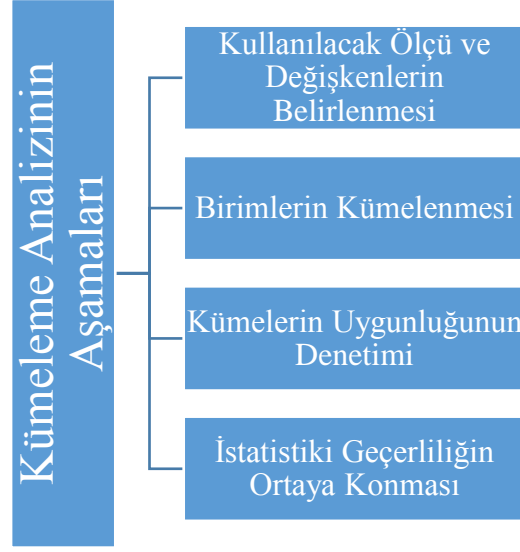 Kümeleme Analizinin
Aşamaları
Kullanılacak Ölçü ve
Değişkenlerin
Belirlenmesi
Birimlerin Kümelenmesi
Kümelerin Uygunluğunun
Denetimi
İstatistiki Geçerliliğin
Ortaya Konması